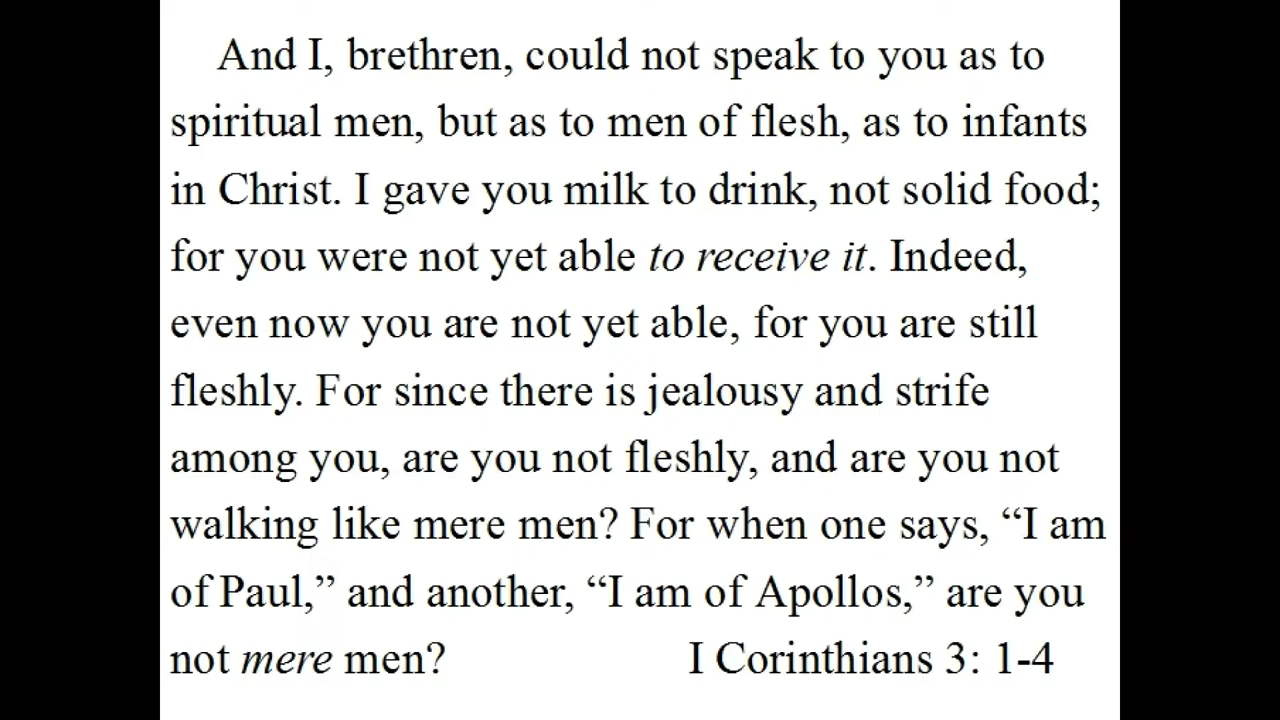 And I, brethren, could not speak to you as to
spiritual men, but as to men of flesh, as to infants
in Christ. I gave you milk to drink, not solid food;
for you were not yet able to receive it. Indeed,
even now you are not yet able, for you are still
fleshly. For since there is jealousy and strife
among you, are you not fleshly, and are you not
walking like mere men? For when one says, “I am
of Paul,” and another, “I am of Apollos,” are you
not mere men? I Corinthians 3: 1-4